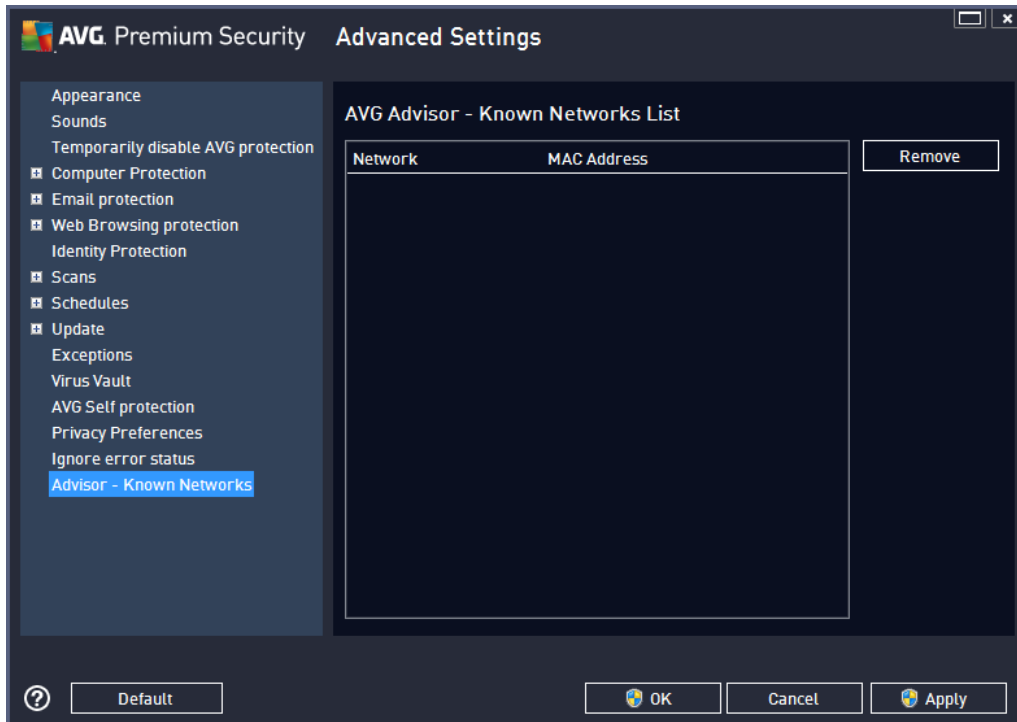 AVG. Premium Security Advanced Settings
Appearance
Sounds
Temporarily disable AVG protection
Computer Protection
Email protection
Web Browsing protection
Identity Protection
Scans
Schedules
Update
Exceptions
Virus Vault
AVG Self protection
Privacy Preferences
Ignore error status
Advisor - Known Networks
AVG Advisor - Known Networks List
Network MAC Address
Remove
? Default OK Cancel Apply